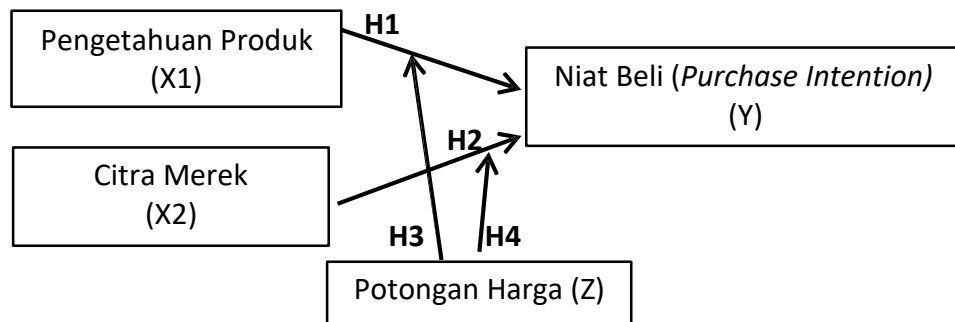 H1
Pengetahuan Produk
(X1)
Niat Beli (Purchase Intention)
(Y)
H2
Citra Merek
(X2)
H3
H4
Potongan Harga (Z)